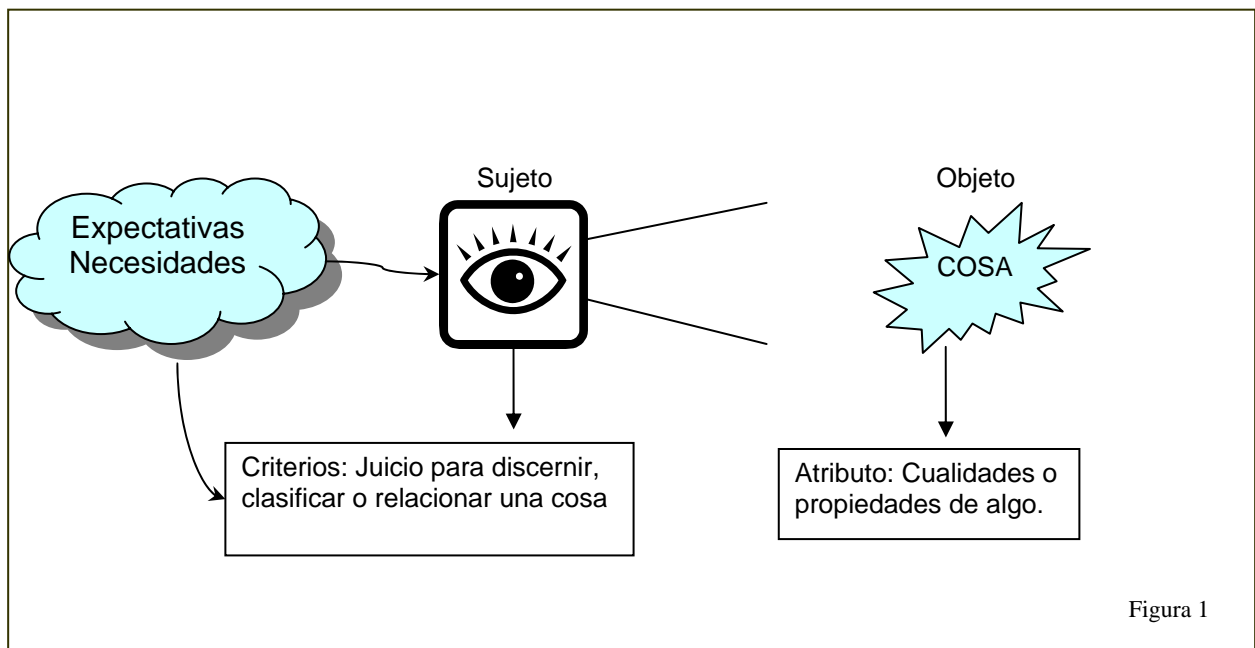 Sujeto
Objeto
Expectativas
Necesidades
COSA
Criterios: Juicio para discernir,
clasificar o relacionar una cosa
Atributo: Cualidades o
propiedades de algo.
Figura 1